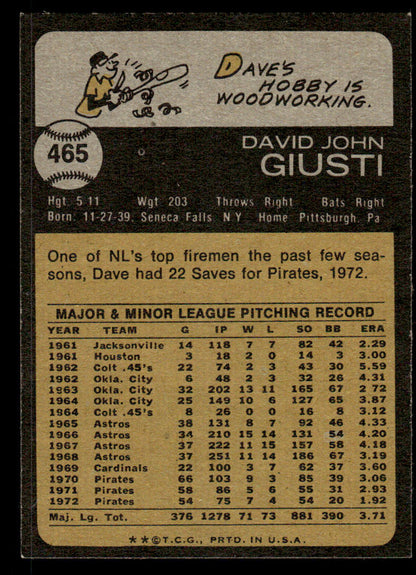 DAVE'S
HOBBY IS
WOODWORKING.
465
DAVID JOHN
GIUSTI
Hgt. 5 11 Wgt 203 Throws Right Bats Right
Born: 11-27-39, Seneca Falls N Y Home Pittsburgh, Pa
One of NL's top firemen the past few sea-
sons, Dave had 22 Saves for Pirates, 1972.
MAJOR & MINOR LEAGUE PITCHING RECORD
YEAR TEAM G IP W L SO BB ERA
1961 Jacksonville 14 118 7 7 82 42 2.29
1961 Houston 3 18 2 0 14 3 3.00
1962 Colt .45's 22 74 2 3 43 30 5.59
1962 Okla. City 6 48 2 3 32 26 4.31
1963 Okla. City 32 202 13 11 165 67 2.72
1964 Okla. City 25 149 10 6 127 65 3.87
1964 Colt .45's 8 26 0 0 16 8 3.12
1965 Astros 38 131 8 7 92 46 4.33
1966 Astros 34 210 15 14 131 54 4.20
1967 Astros 37 222 11 15 157 58 4.18
1968 Astros 37 251 11 14 186 67 3.19
1969 Cardinals 22 100 3 7 62 37 3.60
1970 Pirates 66 103 9 3 85 39 3.06
1971 Pirates 58 86 5 6 55 31 2.93
1972 Pirates 54 75 7 4 54 20 1.92
Maj. Lg. Tot. 376 1278 71 73 881 390 3.71
**©T.C.G., PRTD. IN U.S.A.